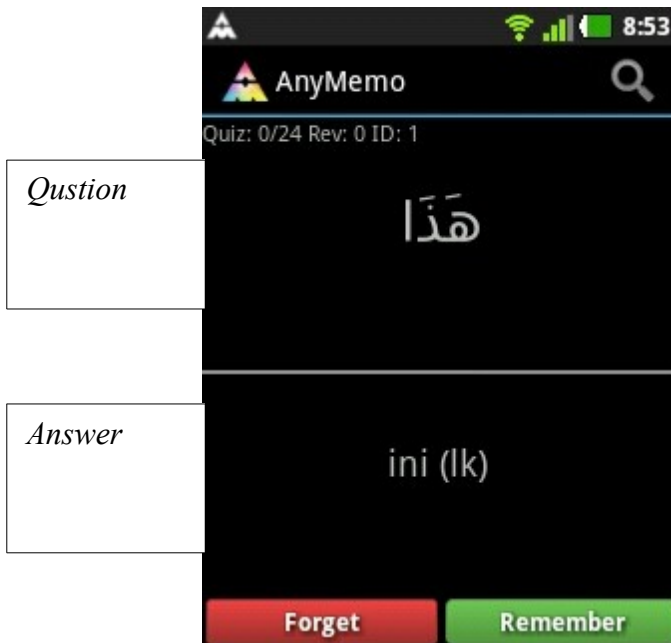 8:53
AnyMemo
Quiz: 0/24 Rev: 0 ID: 1
Qustion
هَذَا
Answer
ini (lk)
Forget Remember